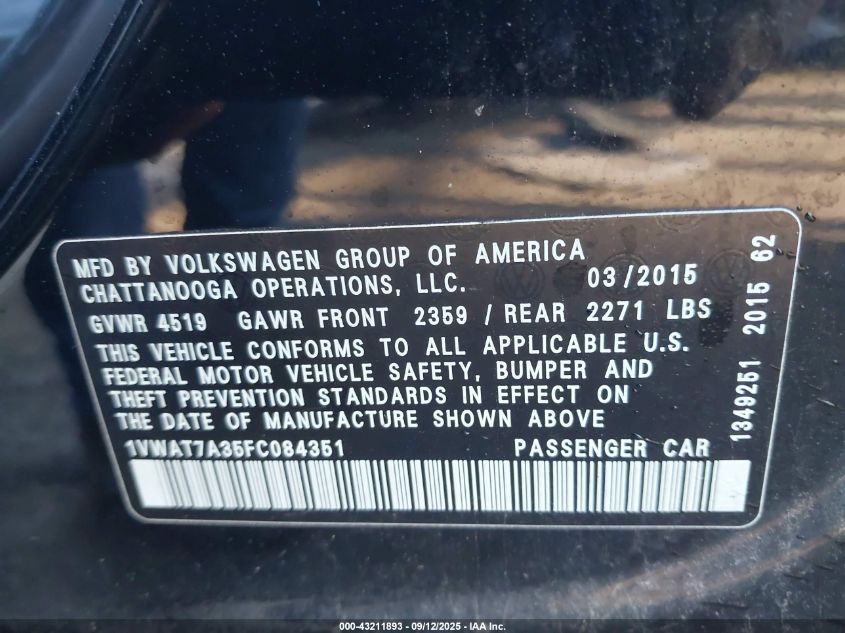 MFD BY VOLKSWAGEN GROUP OF AMERICA
CHATTANOOGA OPERATIONS, LLC. 03/2015
GVWR 4519 GAWR FRONT 2359 / REAR 2271 LBS
THIS VEHICLE CONFORMS TO ALL APPLICABLE U.S.
FEDERAL MOTOR VEHICLE SAFETY, BUMPER AND
THEFT PREVENTION STANDARDS IN EFFECT ON
THE DATE OF MANUFACTURE SHOWN ABOVE
1VWAT7A35FC084351 PASSENGER CAR
1349251 2015 62
000-43211893 - 09/12/2025 - IAA Inc.